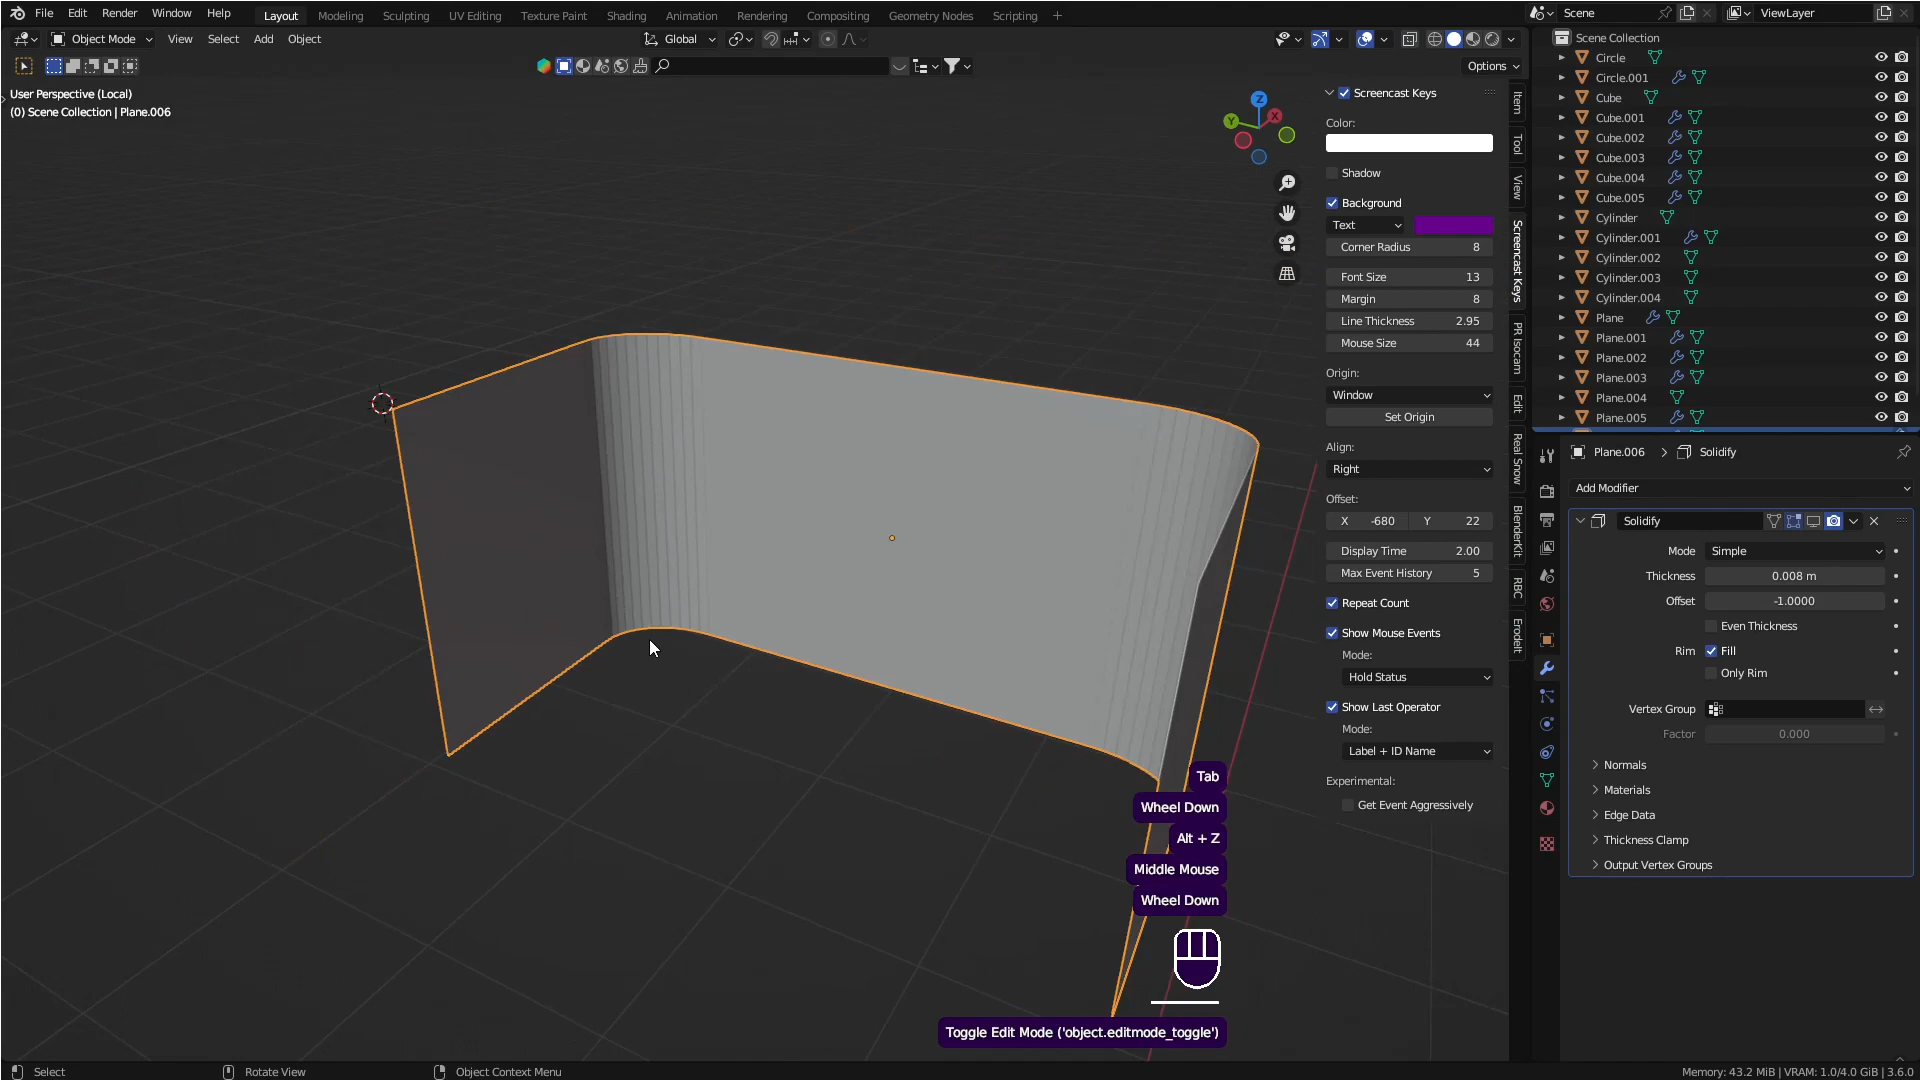 File Edit Render Window Help Layout Modeling Sculpting UV Editing Texture Paint Shading Animation Rendering Compositing Geometry Nodes Scripting + Scene ViewLayer
Object Mode View Select Add Object Global
Options
User Perspective (Local)
(0) Scene Collection | Plane.006
Z
Y
X
Screencast Keys
Color:
Shadow
Background
Text
Corner Radius 8
Font Size 13
Margin 8
Line Thickness 2.95
Mouse Size 44
Origin:
Window
Set Origin
Align:
Right
Offset:
X -680 Y 22
Display Time 2.00
Max Event History 5
Repeat Count
Show Mouse Events
Mode:
Hold Status
Show Last Operator
Mode:
Label + ID Name
Experimental:
Get Event Aggressively
Item
Tool
View
Screencast Keys
PR Isocam
Edit
Real Snow
BlenderKit
RBC
Erodelt
Scene Collection
Circle
Circle.001
Cube
Cube.001
Cube.002
Cube.003
Cube.004
Cube.005
Cylinder
Cylinder.001
Cylinder.002
Cylinder.003
Cylinder.004
Plane
Plane.001
Plane.002
Plane.003
Plane.004
Plane.005
Plane.006 > Solidify
Add Modifier
Solidify
Mode Simple
Thickness 0.008 m
Offset -1.0000
Even Thickness
Rim Fill
Only Rim
Vertex Group
Factor 0.000
Normals
Materials
Edge Data
Thickness Clamp
Output Vertex Groups
Tab
Wheel Down
Alt + Z
Middle Mouse
Wheel Down
Toggle Edit Mode ('object.editmode_toggle')
Select Rotate View Object Context Menu Memory: 43.2 MiB | VRAM: 1.0/4.0 GiB | 3.6.0